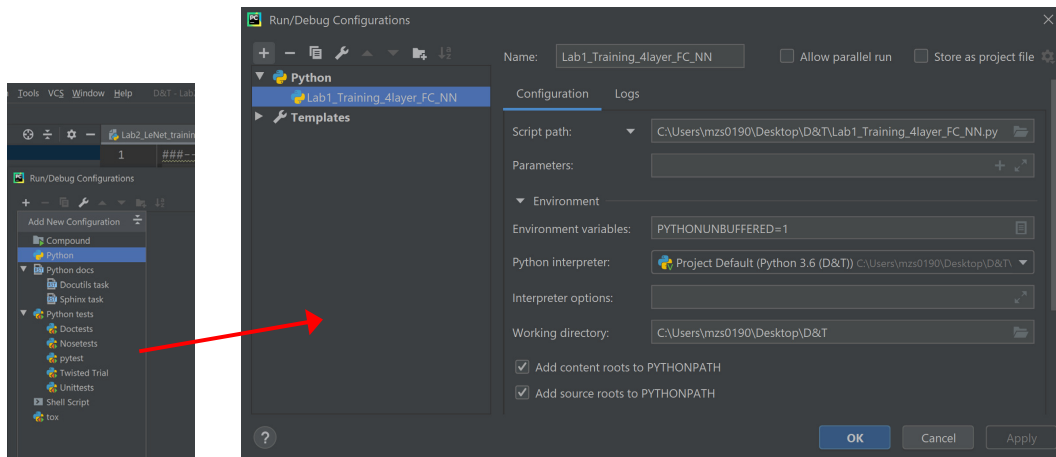 Tools VCS Window Help D&T - Lab
Lab2_LeNet_trainin
1 ###--
Run/Debug Configurations
Add New Configuration
Compound
Python
Python docs
Docutils task
Sphinx task
Python tests
Doctests
Nosetests
pytest
Twisted Trial
Unittests
Shell Script
tox
Run/Debug Configurations
Python
Lab1_Training_4layer_FC_NN
Templates
Name: Lab1_Training_4layer_FC_NN Allow parallel run Store as project file
Configuration Logs
Script path: C:\Users\mzs0190\Desktop\D&T\Lab1_Training_4layer_FC_NN.py
Parameters:
Environment
Environment variables: PYTHONUNBUFFERED=1
Python interpreter: Project Default (Python 3.6 (D&T)) C:\Users\mzs0190\Desktop\D&T\
Interpreter options:
Working directory: C:\Users\mzs0190\Desktop\D&T
Add content roots to PYTHONPATH
Add source roots to PYTHONPATH
? OK Cancel Apply